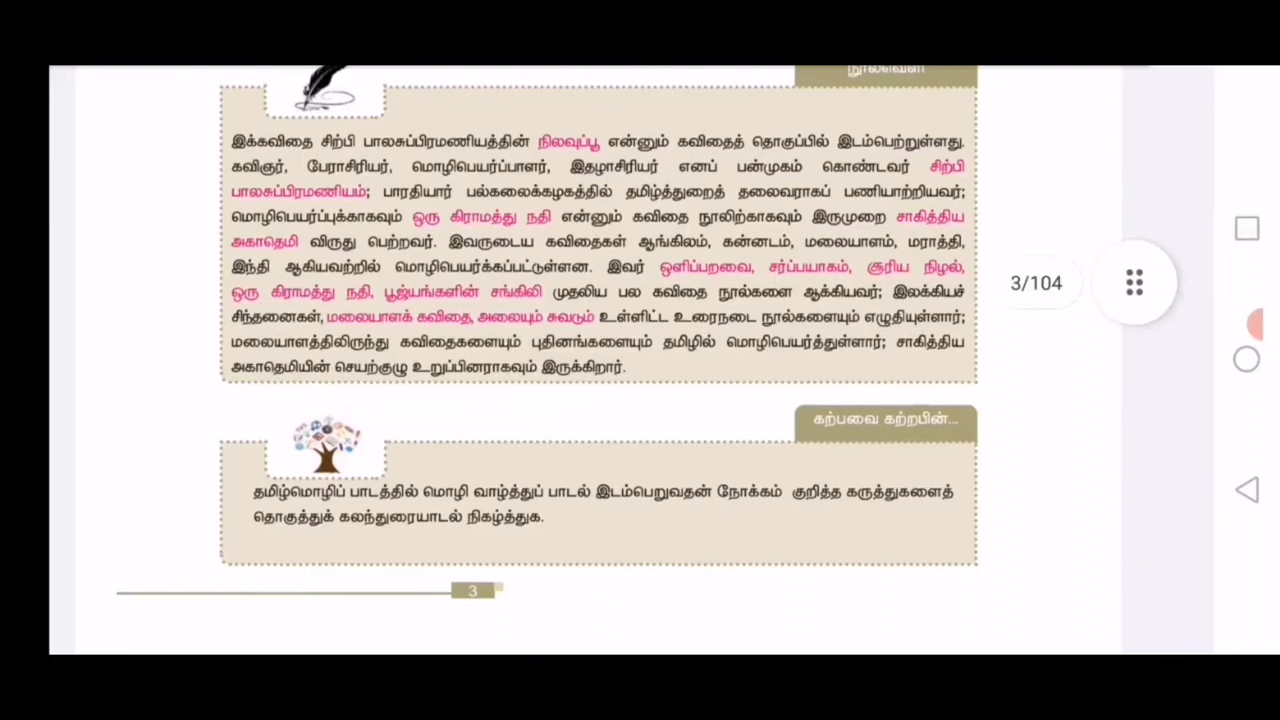 இக்கவிதை சிற்பி பாலசுப்பிரமணியத்தின் நிலவுப்பூ என்னும் கவிதைத் தொகுப்பில் இடம்பெற்றுள்ளது.
கவிஞர், பேராசிரியர், மொழிபெயர்ப்பாளர், இதழாசிரியர் எனப் பன்முகம் கொண்டவர் சிற்பி
பாலசுப்பிரமணியம்; பாரதியார் பல்கலைக்கழகத்தில் தமிழ்த்துறைத் தலைவராகப் பணியாற்றியவர்;
மொழிபெயர்ப்புக்காகவும் ஒரு கிராமத்து நதி என்னும் கவிதை நூலிற்காகவும் இருமுறை சாகித்திய
அகாதெமி விருது பெற்றவர். இவருடைய கவிதைகள் ஆங்கிலம், கன்னடம், மலையாளம், மராத்தி,
இந்தி ஆகியவற்றில் மொழிபெயர்க்கப்பட்டுள்ளன. இவர் ஒளிப்பறவை, சர்ப்பயாகம், சூரிய நிழல்,
ஒரு கிராமத்து நதி, பூஜ்யங்களின் சங்கிலி முதலிய பல கவிதை நூல்களை ஆக்கியவர்; இலக்கியச்
சிந்தனைகள், மலையாளக் கவிதை, அலையும் சுவடும் உள்ளிட்ட உரைநடை நூல்களையும் எழுதியுள்ளார்;
மலையாளத்திலிருந்து கவிதைகளையும் புதினங்களையும் தமிழில் மொழிபெயர்த்துள்ளார்; சாகித்திய
அகாதெமியின் செயற்குழு உறுப்பினராகவும் இருக்கிறார்.
3/104
கற்பவை கற்றபின்...
தமிழ்மொழிப் பாடத்தில் மொழி வாழ்த்துப் பாடல் இடம்பெறுவதன் நோக்கம் குறித்த கருத்துகளைத்
தொகுத்துக் கலந்துரையாடல் நிகழ்த்துக.
3